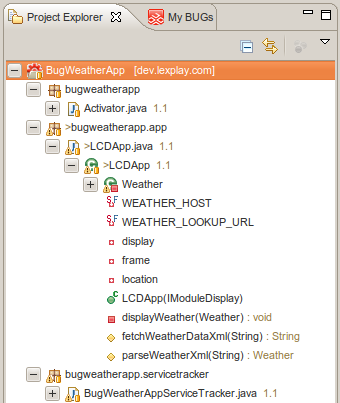 Project Explorer My BUGs
BugWeatherApp [dev.lexplay.com]
bugweatherapp
Activator.java 1.1
>bugweatherapp.app
>LCDApp.java 1.1
>LCDApp 1.1
Weather
WEATHER_HOST
WEATHER_LOOKUP_URL
display
frame
location
LCDApp(IModuleDisplay)
displayWeather(Weather) : void
fetchWeatherDataXml(String) : String
parseWeatherXml(String) : Weather
bugweatherapp.servicetracker
BugWeatherAppServiceTracker.java 1.1